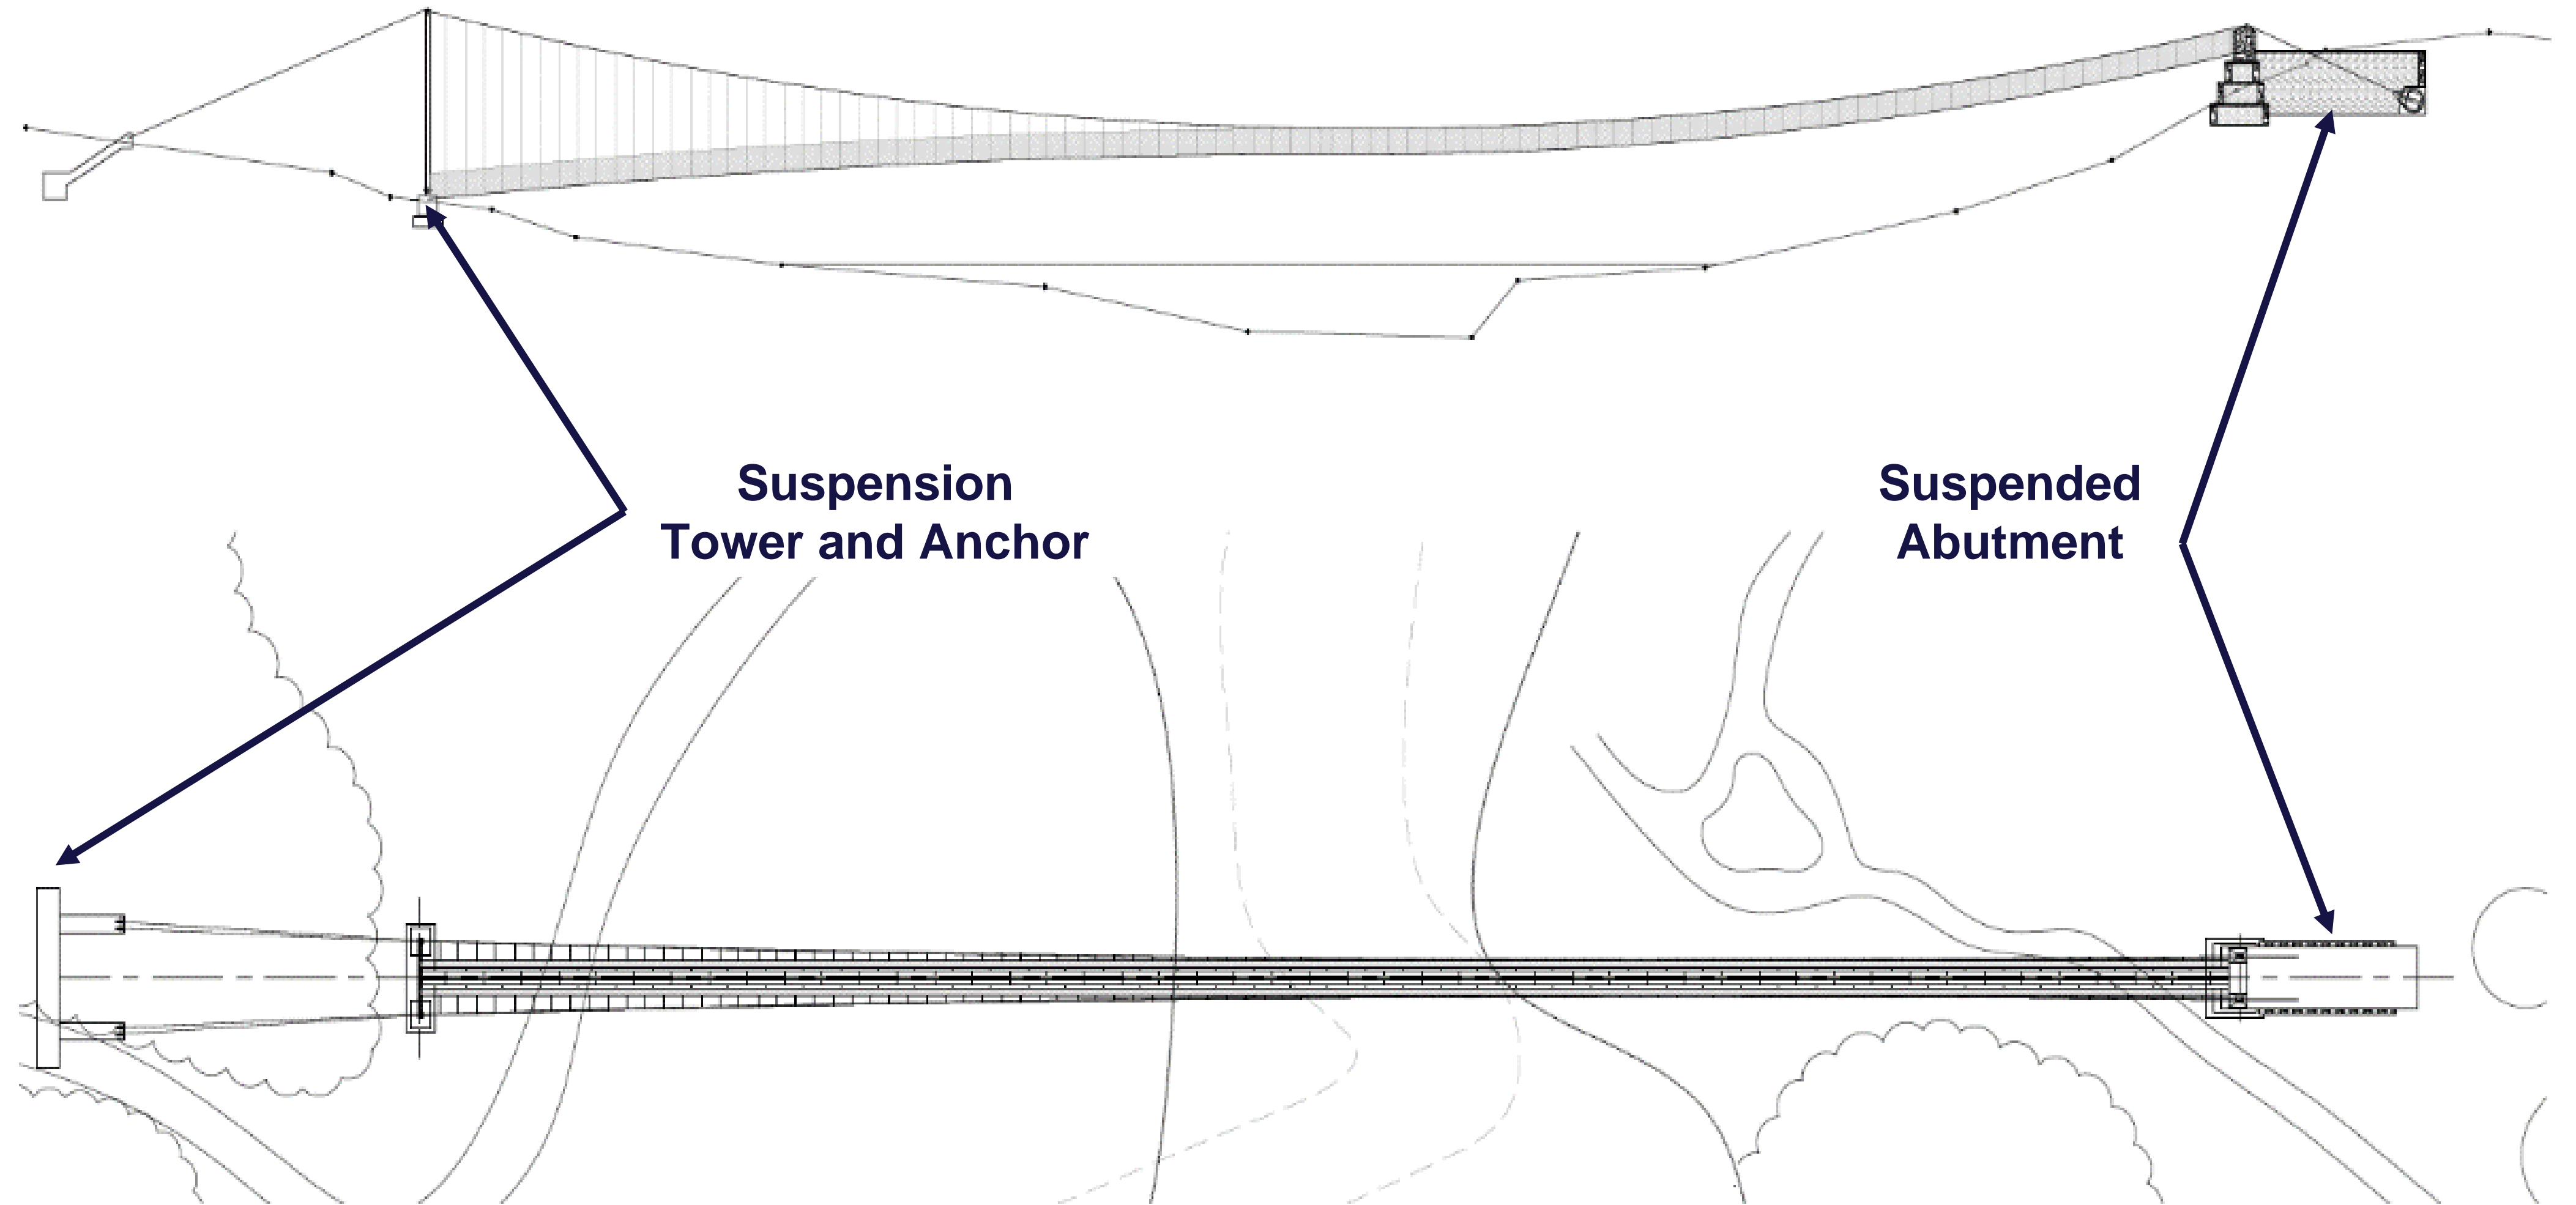 Suspension
Tower and Anchor
Suspended
Abutment